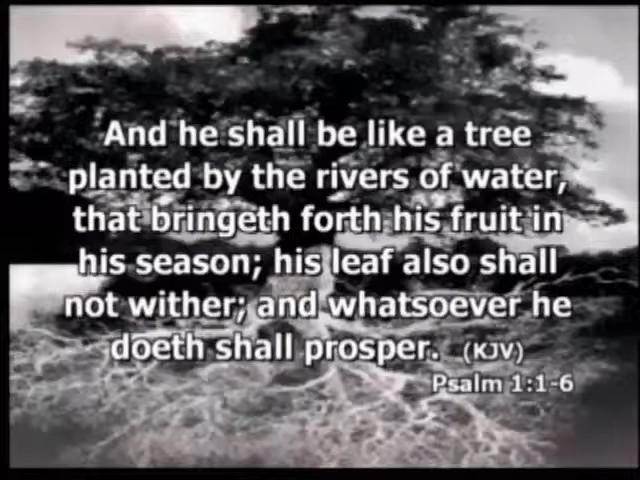 And he shall be like a tree
planted by the rivers of water,
that bringeth forth his fruit in
his season; his leaf also shall
not wither; and whatsoever he
doeth shall prosper. (KJV)
Psalm 1:1-6